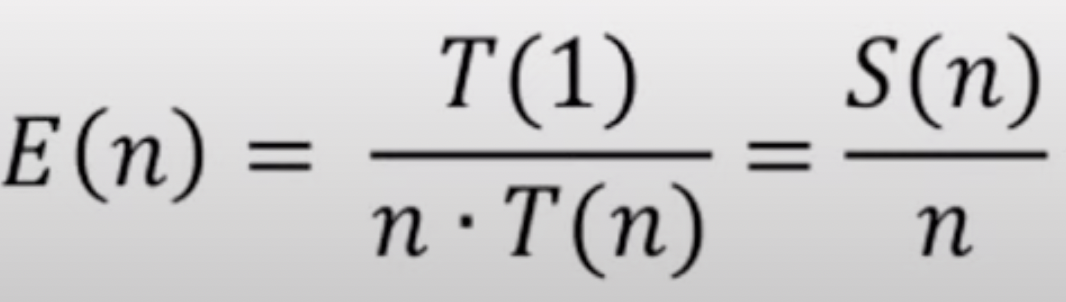 E(n) = T(1) / n · T(n) = S(n) / n